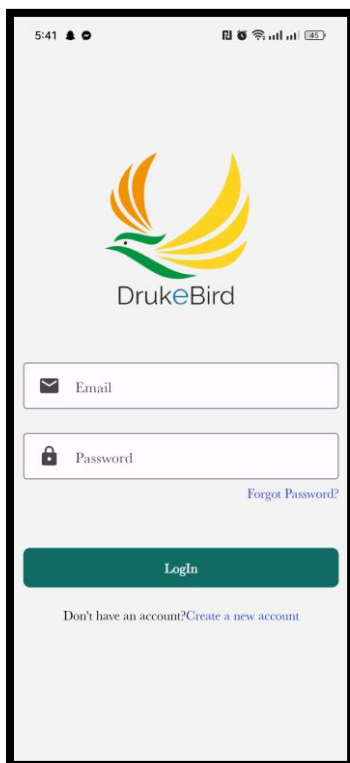 5:41
45
DrukeBird
Email
Password
Forgot Password?
LogIn
Don't have an account?Create a new account